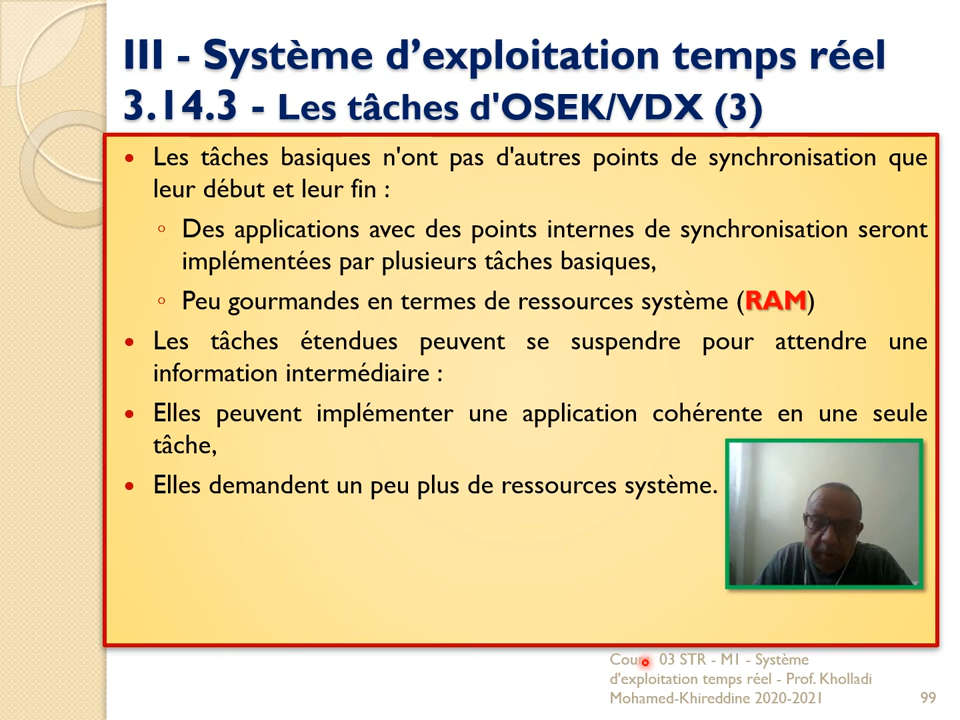 III - Système d'exploitation temps réel
3.14.3 - Les tâches d'OSEK/VDX (3)
• Les tâches basiques n'ont pas d'autres points de synchronisation que
leur début et leur fin :
◦ Des applications avec des points internes de synchronisation seront
implémentées par plusieurs tâches basiques,
◦ Peu gourmandes en termes de ressources système (RAM)
• Les tâches étendues peuvent se suspendre pour attendre une
information intermédiaire :
• Elles peuvent implémenter une application cohérente en une seule
tâche,
• Elles demandent un peu plus de ressources système.
03 STR - M1 - Système
d'exploitation temps réel - Prof. Kholladi
Mohamed-Khireddine 2020-2021
99